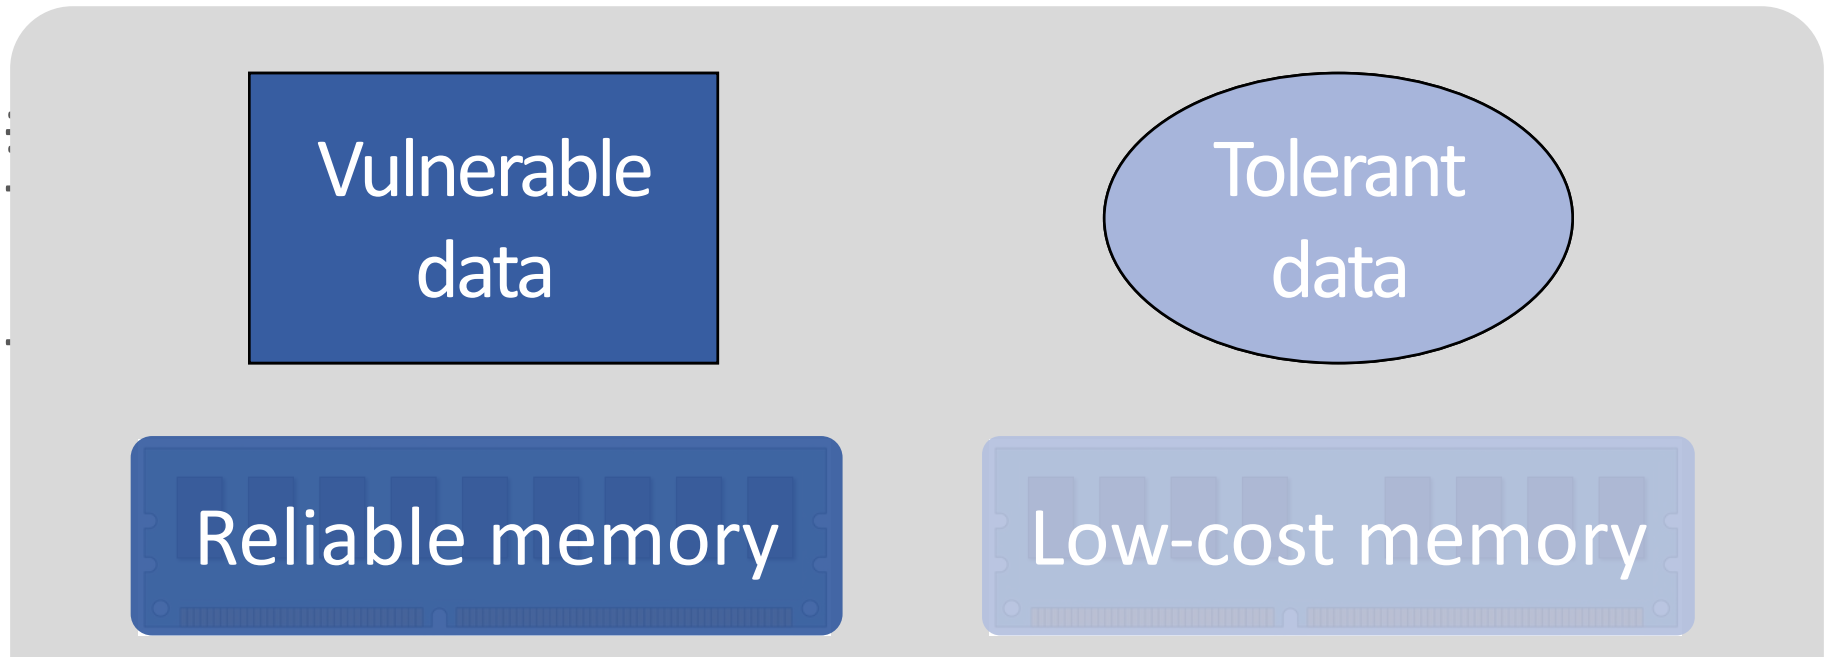 Vulnerable
data
Tolerant
data
Reliable memory
Low-cost memory